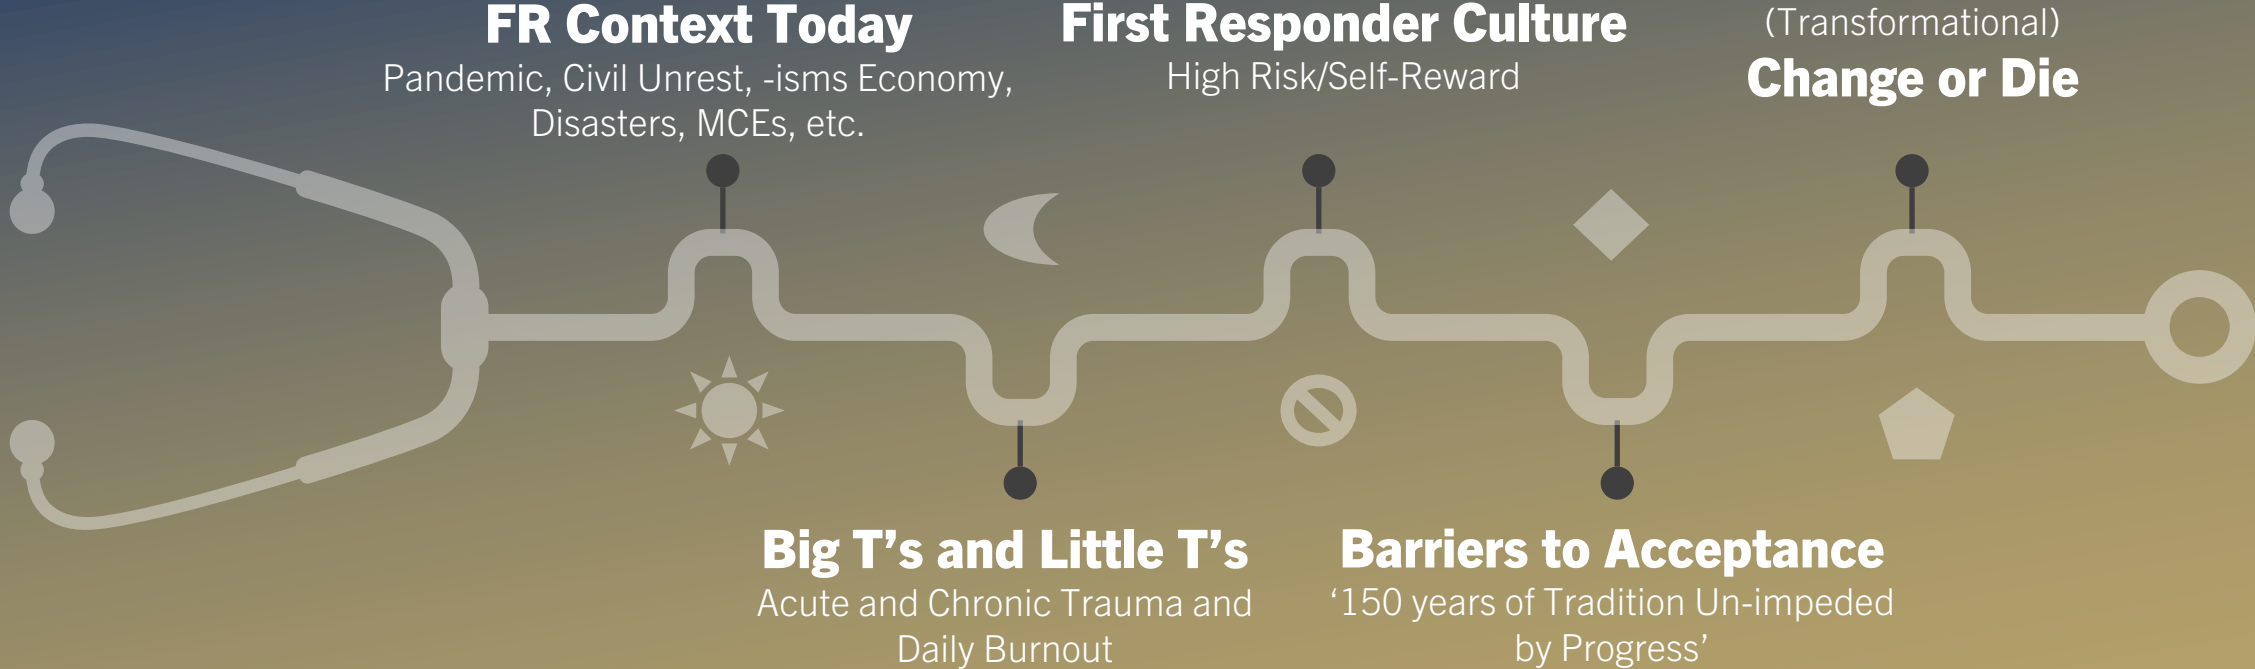 FR Context Today
Pandemic, Civil Unrest, -isms Economy,
Disasters, MCEs, etc.
Big T’s and Little T’s
Acute and Chronic Trauma and
Daily Burnout
First Responder Culture
High Risk/Self-Reward
Barriers to Acceptance
‘150 years of Tradition Un-impeded
by Progress’
(Transformational)
Change or Die